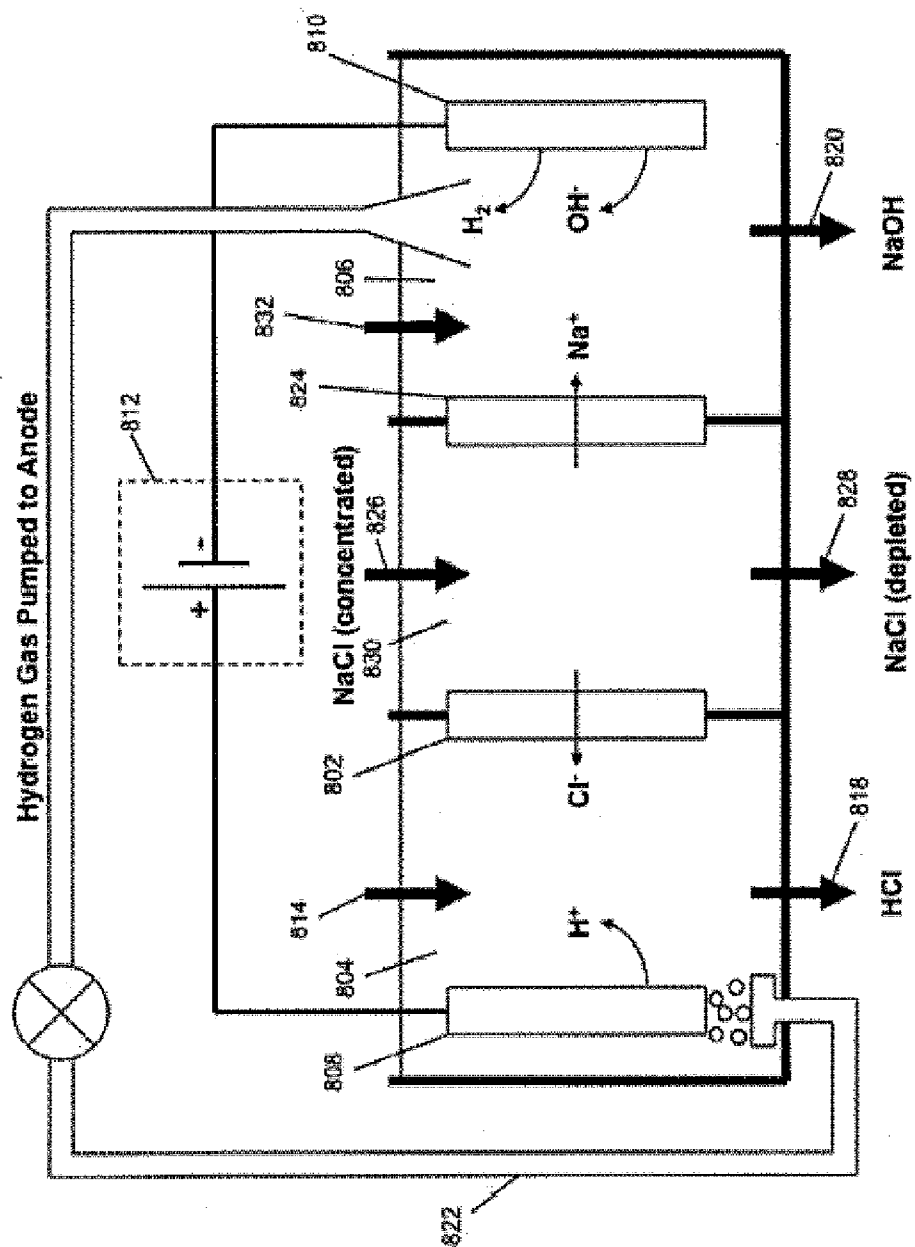 Hydrogen Gas Pumped to Anode
812
+ -
814
804
808
802
NaCl (concentrated)
826
830
824
832
806
810
H+
Cl-
Na+
H2
OH-
822
818
HCl
828
NaCl (depleted)
820
NaOH